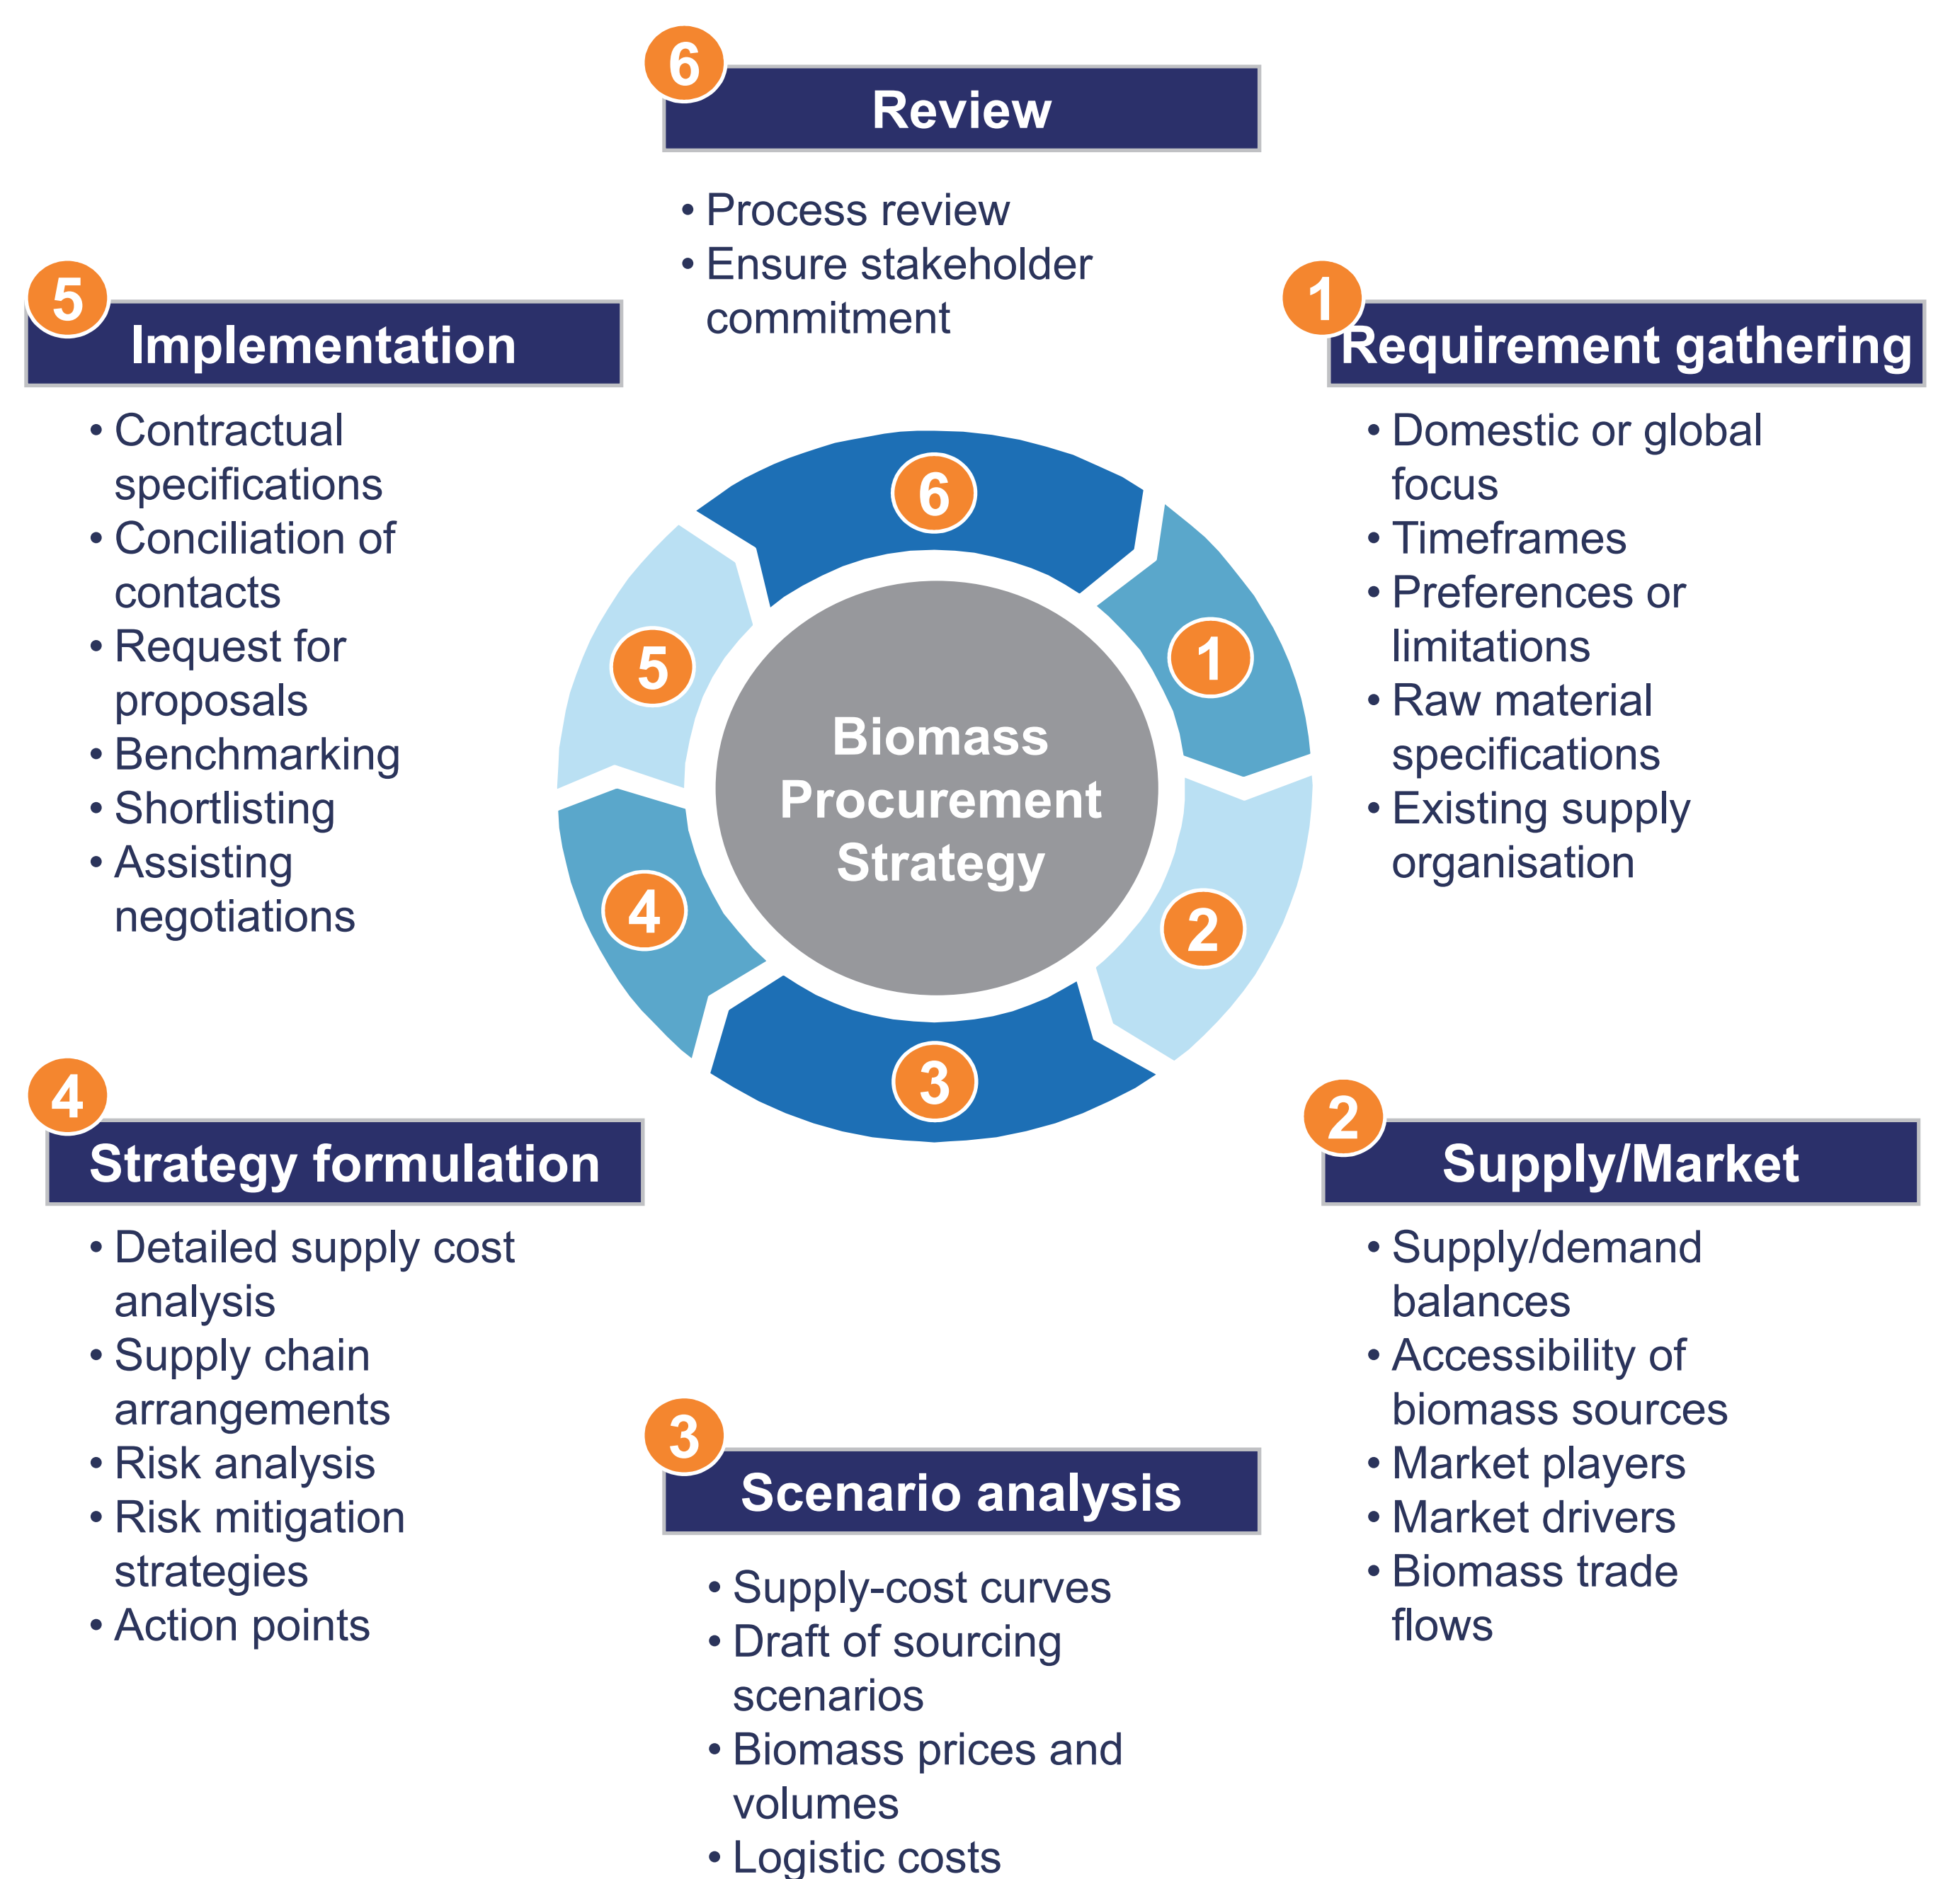 6
Review
• Process review
• Ensure stakeholder
commitment
1
Requirement gathering
• Domestic or global
focus
• Timeframes
• Preferences or
limitations
• Raw material
specifications
• Existing supply
organisation
2
Supply/Market
• Supply/demand
balances
• Accessibility of
biomass sources
• Market players
• Market drivers
• Biomass trade
flows
3
Scenario analysis
• Supply-cost curves
• Draft of sourcing
scenarios
• Biomass prices and
volumes
• Logistic costs
4
Strategy formulation
• Detailed supply cost
analysis
• Supply chain
arrangements
• Risk analysis
• Risk mitigation
strategies
• Action points
5
Implementation
• Contractual
specifications
• Conciliation of
contacts
• Request for
proposals
• Benchmarking
• Shortlisting
• Assisting
negotiations
6
1
2
3
4
5
Biomass
Procurement
Strategy